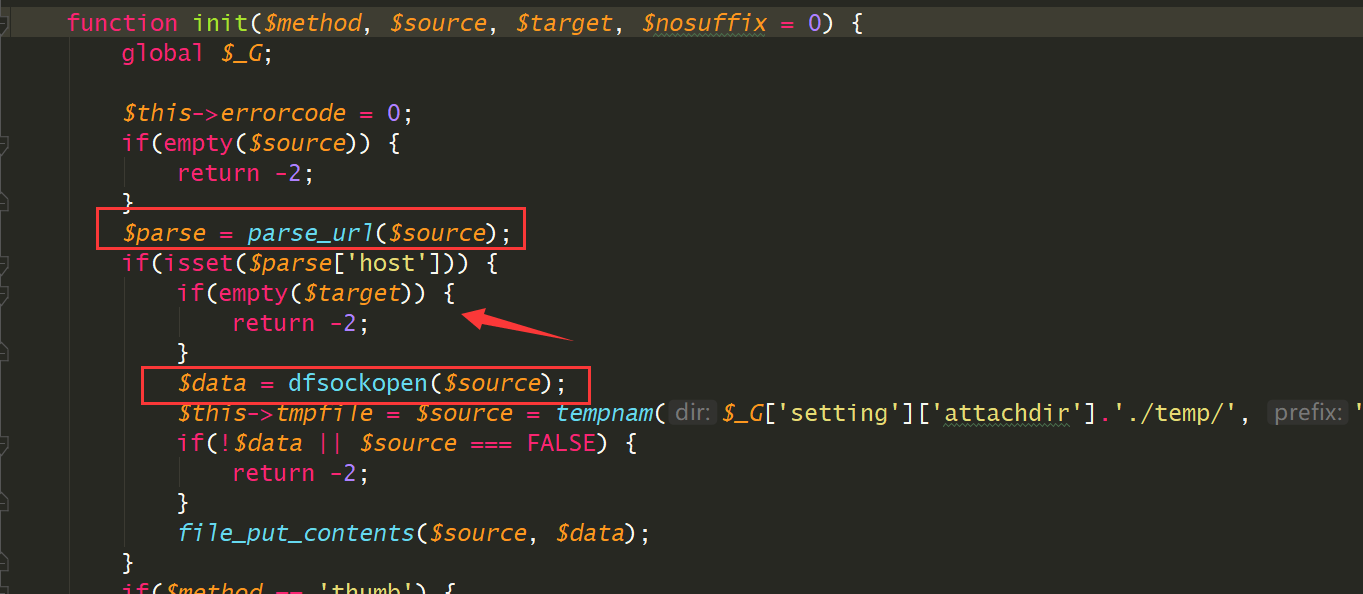 function init($method, $source, $target, $nosuffix = 0) {
global $_G;
$this->errorcode = 0;
if(empty($source)) {
return -2;
}
$parse = parse_url($source);
if(isset($parse['host'])) {
if(empty($target)) {
return -2;
}
$data = dfsockopen($source);
$this->tmpfile = $source = tempnam( dir: $_G['setting']['attachdir'].'./temp/', prefix: '
if(!$data || $source === FALSE) {
return -2;
}
file_put_contents($source, $data);
}
if($method == 'thumb') {